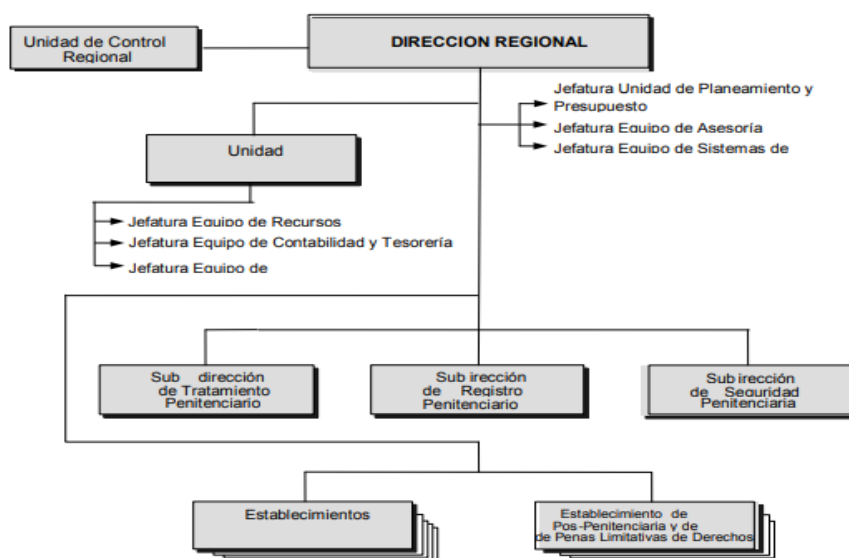 Unidad de Control
Regional
DIRECCION REGIONAL
Jefatura Unidad de Planeamiento y
Presupuesto
Jefatura Equipo de Asesoría
Jefatura Equipo de Sistemas de
Unidad
Jefatura Equipo de Recursos
Jefatura Equipo de Contabilidad y Tesorería
Jefatura Equipo de
Sub dirección
de Tratamiento
Penitenciario
Sub irección
de Registro
Penitenciario
Sub irección
de Seguridad
Penitenciaria
Establecimientos
Establecimiento de
Pos-Penitenciaria y de
de Penas Limitativas de Derechos